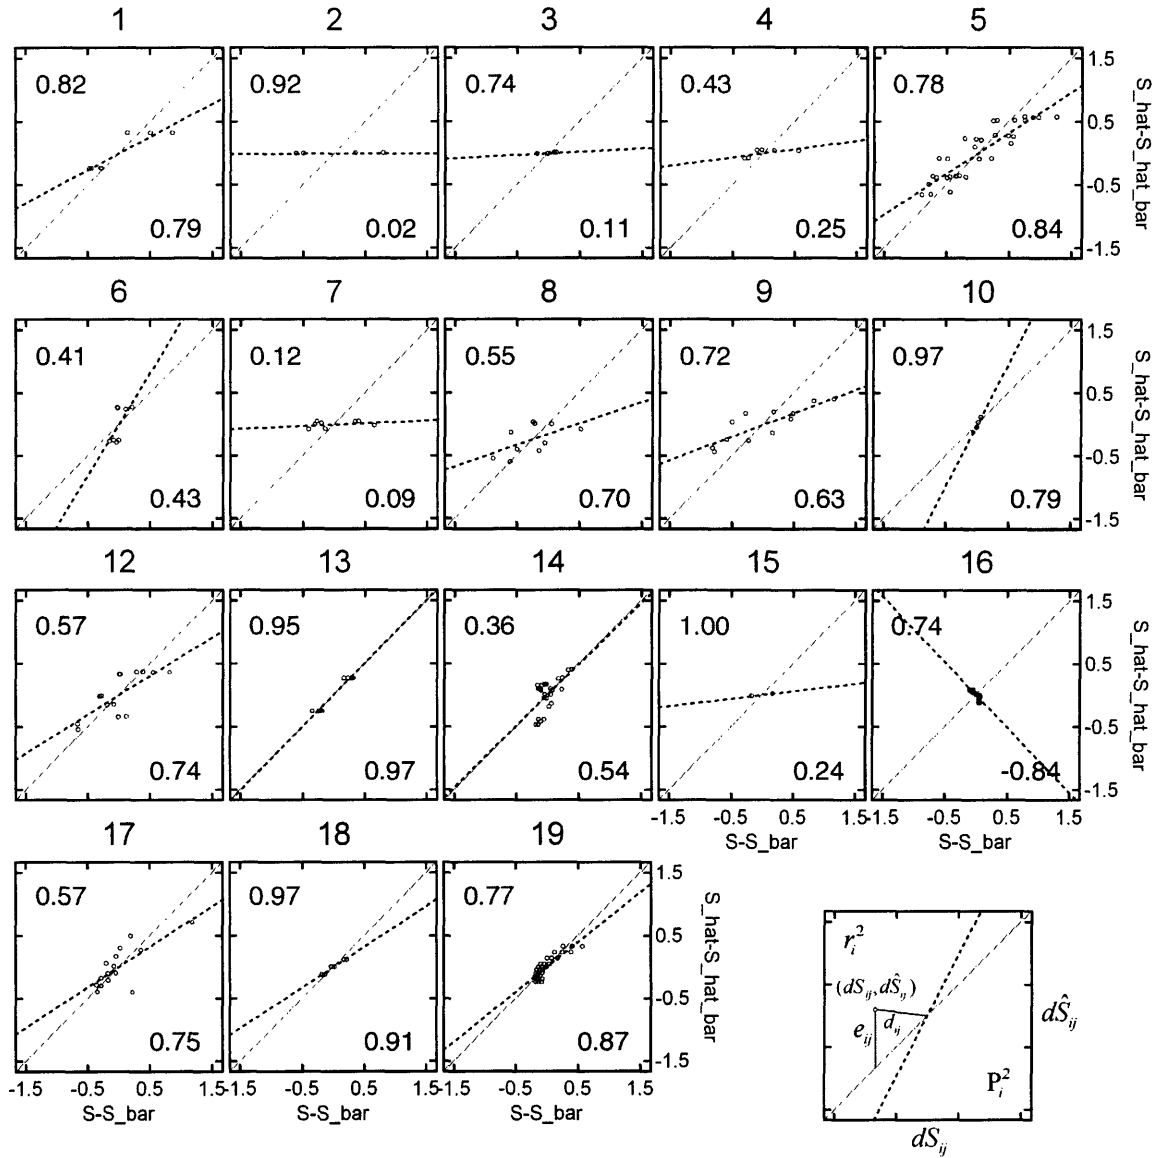 1 2 3 4 5
0.82 0.92 0.74 0.43 0.78
0.79 0.02 0.11 0.25 0.84
1.5
0.5
-0.5
-1.5
S_hat-S_hat_bar
6 7 8 9 10
0.41 0.12 0.55 0.72 0.97
0.43 0.09 0.70 0.63 0.79
1.5
0.5
-0.5
-1.5
S_hat-S_hat_bar
12 13 14 15 16
0.57 0.95 0.36 1.00 0.74
0.74 0.97 0.54 0.24 -0.84
1.5
0.5
-0.5
-1.5
S_hat-S_hat_bar
-1.5 -0.5 0.5 1.5 -0.5 0.5 1.5
S-S_bar S-S_bar
17 18 19
0.57 0.97 0.77
0.75 0.91 0.87
1.5
0.5
-0.5
-1.5
S_hat-S_hat_bar
-1.5 -0.5 0.5 1.5 -0.5 0.5 1.5 -0.5 0.5 1.5
S-S_bar S-S_bar S-S_bar
r_i^2
(dS_ij, dŜ_ij)
e_ij d_ij
P_i^2
dŜ_ij
dS_ij